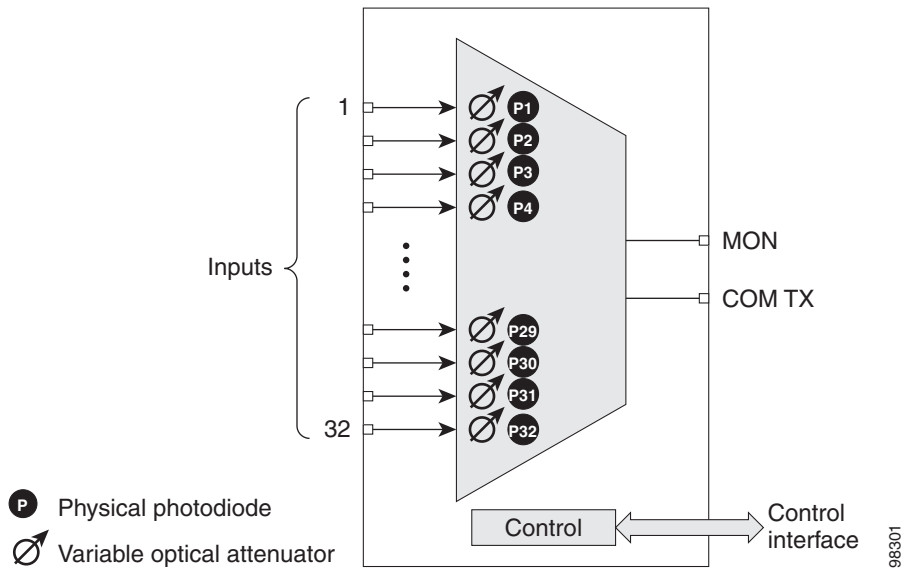 1
P1
P2
P3
P4
MON
Inputs
COM TX
P29
P30
P31
32
P32
P Physical photodiode
Variable optical attenuator
Control
Control
interface
98301